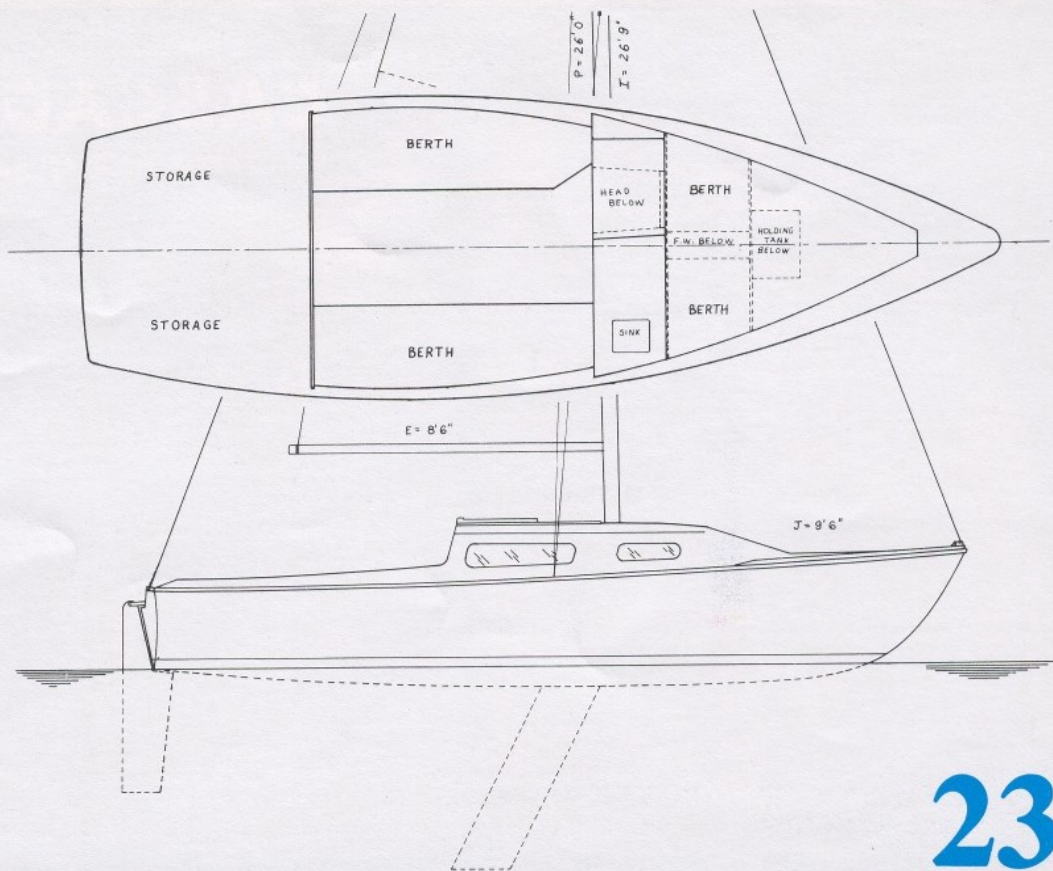 P = 26'0"
I = 26'9"
STORAGE
BERTH
HEAD
BELOW
BERTH
F.W. BELOW
HOLDING
TANK
BELOW
STORAGE
BERTH
SINK
BERTH
E = 8'6"
J = 9'6"
23